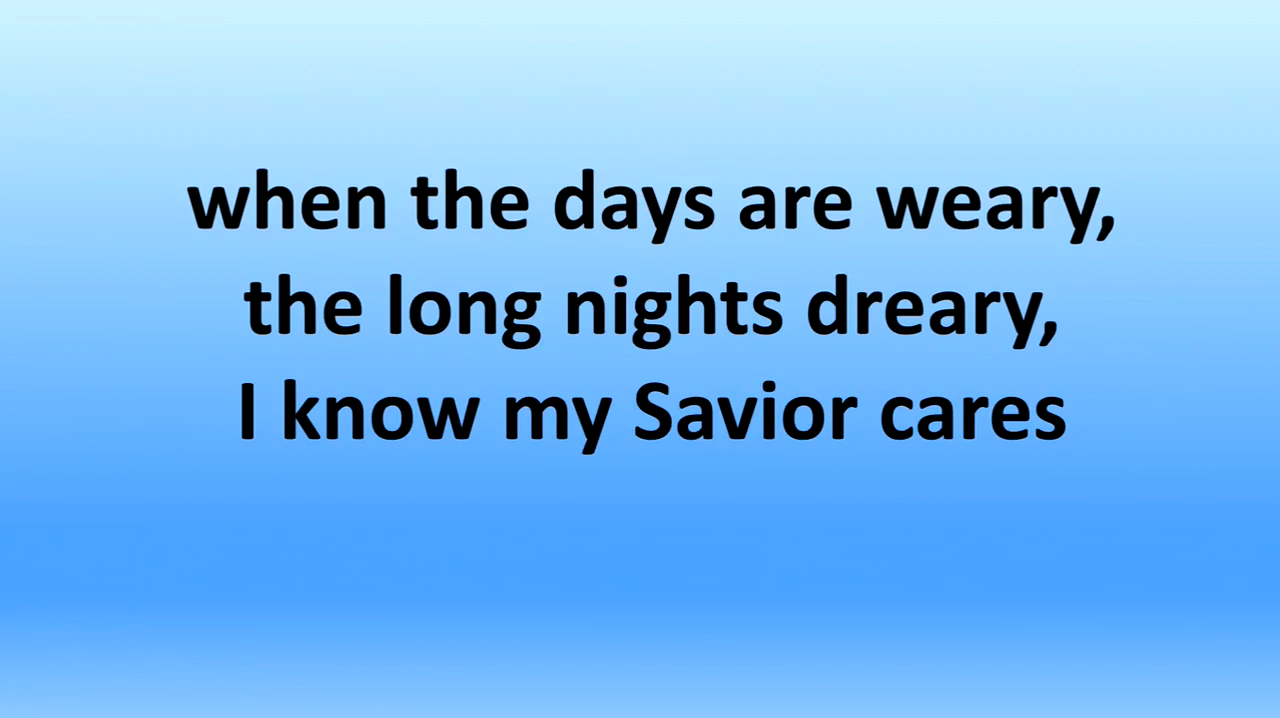 when the days are weary,
the long nights dreary,
I know my Savior cares